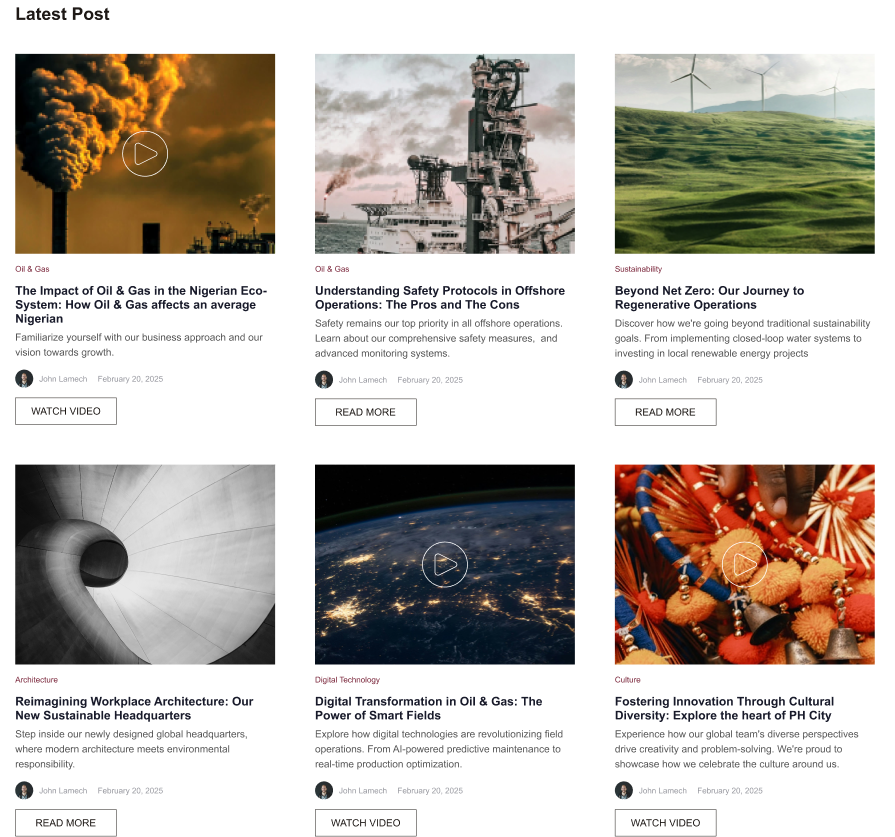 Latest Post
Oil & Gas
The Impact of Oil & Gas in the Nigerian Eco-
System: How Oil & Gas affects an average
Nigerian
Familiarize yourself with our business approach and our
vision towards growth.
John Lamech February 20, 2025
WATCH VIDEO
Oil & Gas
Understanding Safety Protocols in Offshore
Operations: The Pros and The Cons
Safety remains our top priority in all offshore operations.
Learn about our comprehensive safety measures,  and
advanced monitoring systems.
John Lamech February 20, 2025
READ MORE
Sustainability
Beyond Net Zero: Our Journey to
Regenerative Operations
Discover how we're going beyond traditional sustainability
goals. From implementing closed-loop water systems to
investing in local renewable energy projects
John Lamech February 20, 2025
READ MORE
Architecture
Reimagining Workplace Architecture: Our
New Sustainable Headquarters
Step inside our newly designed global headquarters,
where modern architecture meets environmental
responsibility.
John Lamech February 20, 2025
READ MORE
Digital Technology
Digital Transformation in Oil & Gas: The
Power of Smart Fields
Explore how digital technologies are revolutionizing field
operations. From AI-powered predictive maintenance to
real-time production optimization.
John Lamech February 20, 2025
WATCH VIDEO
Culture
Fostering Innovation Through Cultural
Diversity: Explore the heart of PH City
Experience how our global team's diverse perspectives
drive creativity and problem-solving. We're proud to
showcase how we celebrate the culture around us.
John Lamech February 20, 2025
WATCH VIDEO